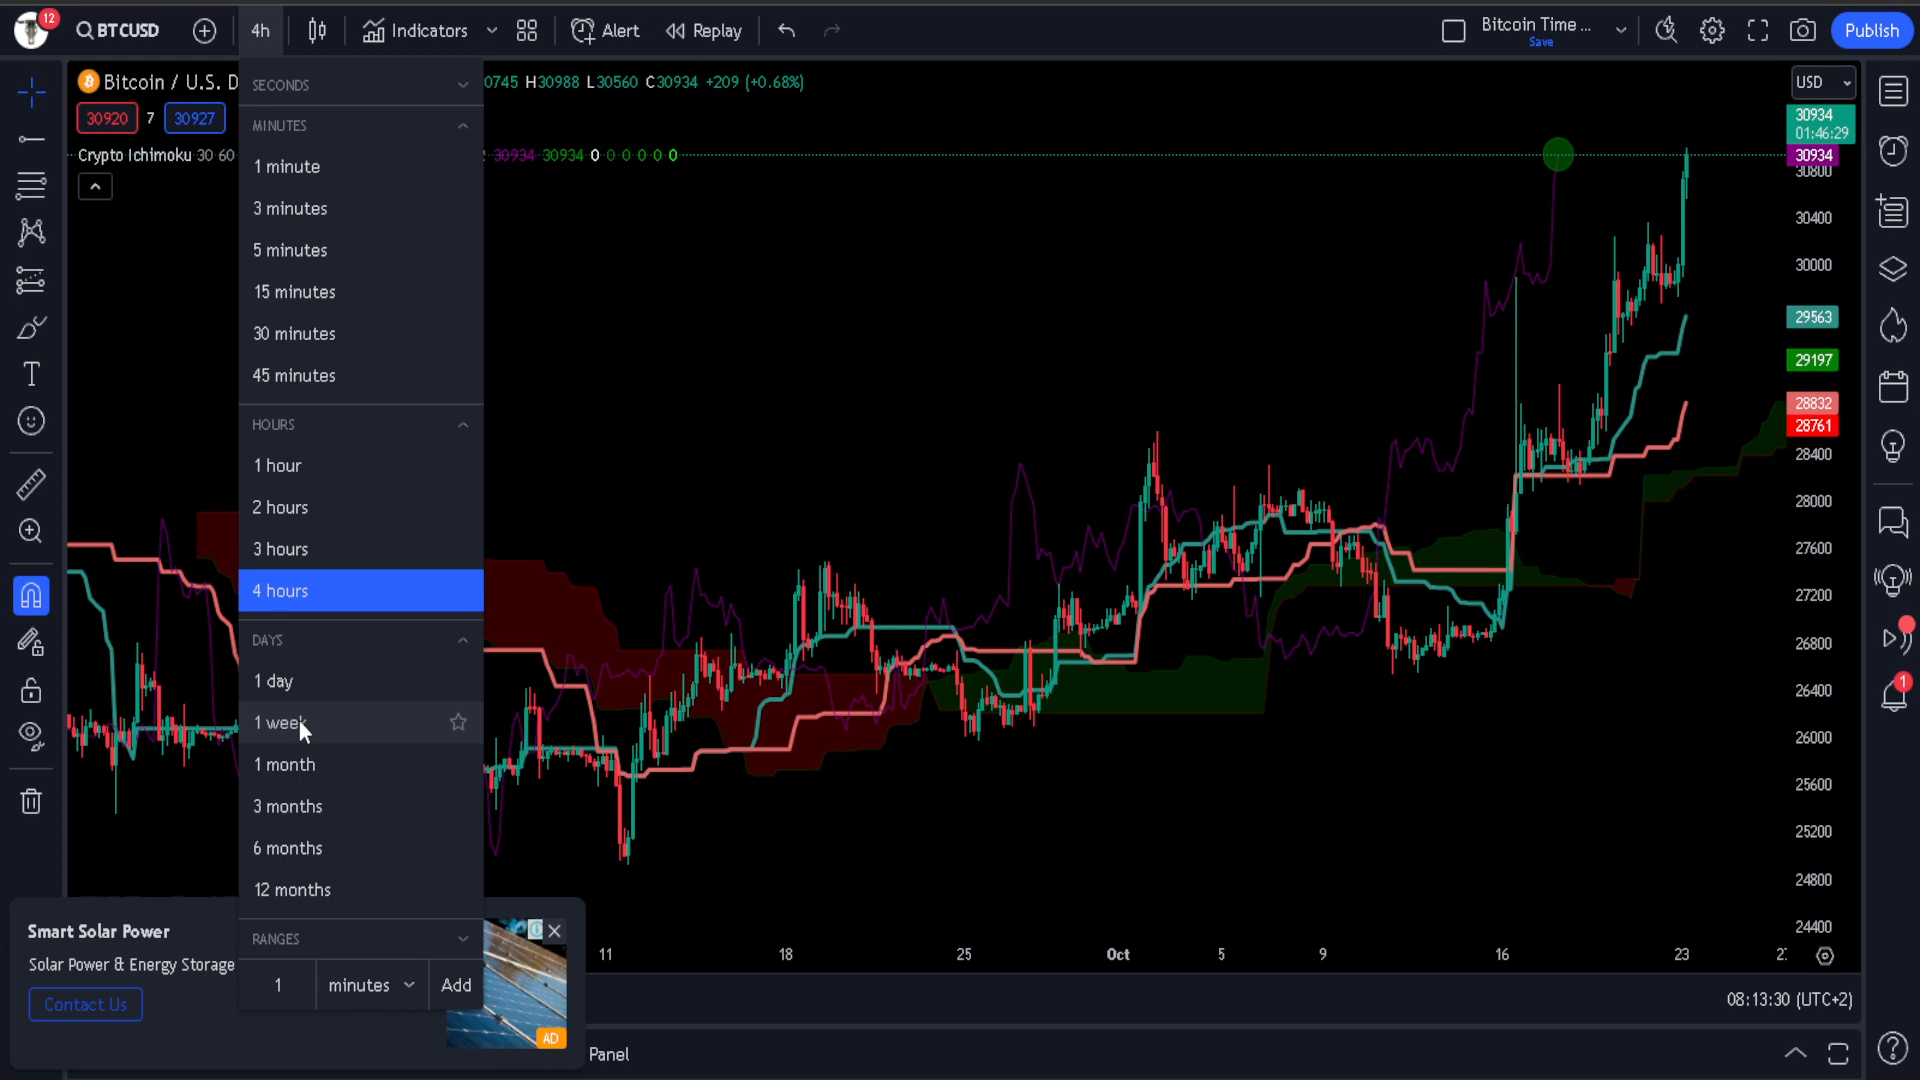 12
BTCUSD
4h
Indicators
Alert
Replay
Bitcoin Time ...
Save
Publish
Bitcoin / U.S. D
0745 H30988 L30560 C30934 +209 (+0.68%)
30920
7
30927
Crypto Ichimoku 30 60
30934 30934 0 0 0 0 0 0
SECONDS
MINUTES
1 minute
3 minutes
5 minutes
15 minutes
30 minutes
45 minutes
HOURS
1 hour
2 hours
3 hours
4 hours
DAYS
1 day
1 week
1 month
3 months
6 months
12 months
RANGES
1
minutes
Add
USD
30934
01:46:29
30934
30800
30400
30000
29563
29197
28832
28761
28400
28000
27600
27200
26800
26400
26000
25600
25200
24800
24400
11
18
25
Oct
5
9
16
23
1
Smart Solar Power
Solar Power & Energy Storage
Contact Us
AD
08:13:30 (UTC+2)
Panel